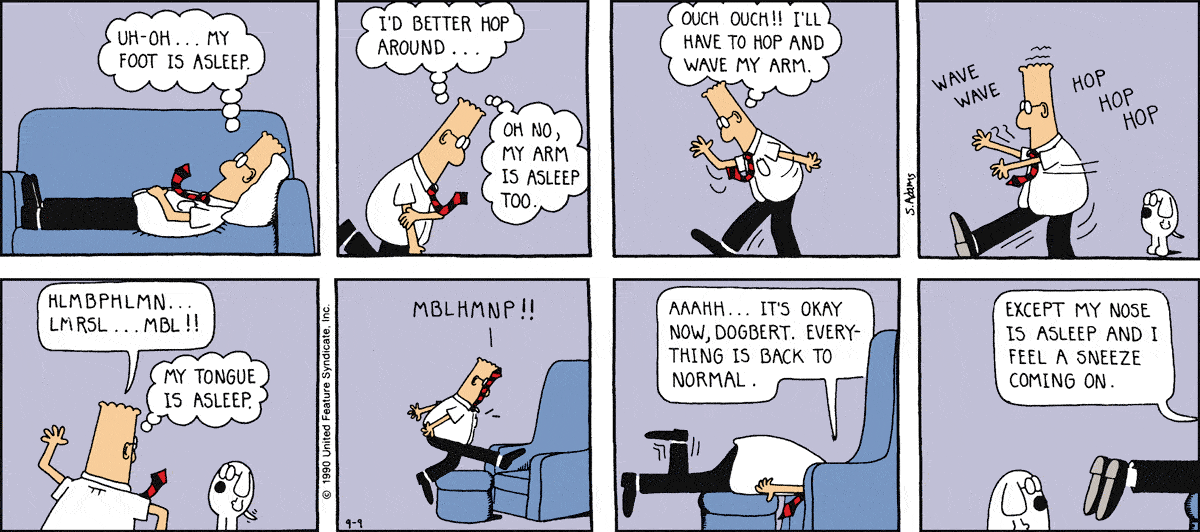 UH-OH... MY
FOOT IS ASLEEP.
I'D BETTER HOP
AROUND...
OH NO,
MY ARM
IS ASLEEP
TOO.
OUCH OUCH!! I'LL
HAVE TO HOP AND
WAVE MY ARM.
WAVE
WAVE
HOP
HOP
HOP
S.Adams
HLMBPHLMN...
LMRSL...MBL!!
MY TONGUE
IS ASLEEP.
© 1990 United Feature Syndicate, Inc.
MBLHMNP!!
9-9
AAAHH... IT'S OKAY
NOW, DOGBERT. EVERY-
THING IS BACK TO
NORMAL.
EXCEPT MY NOSE
IS ASLEEP AND I
FEEL A SNEEZE
COMING ON.